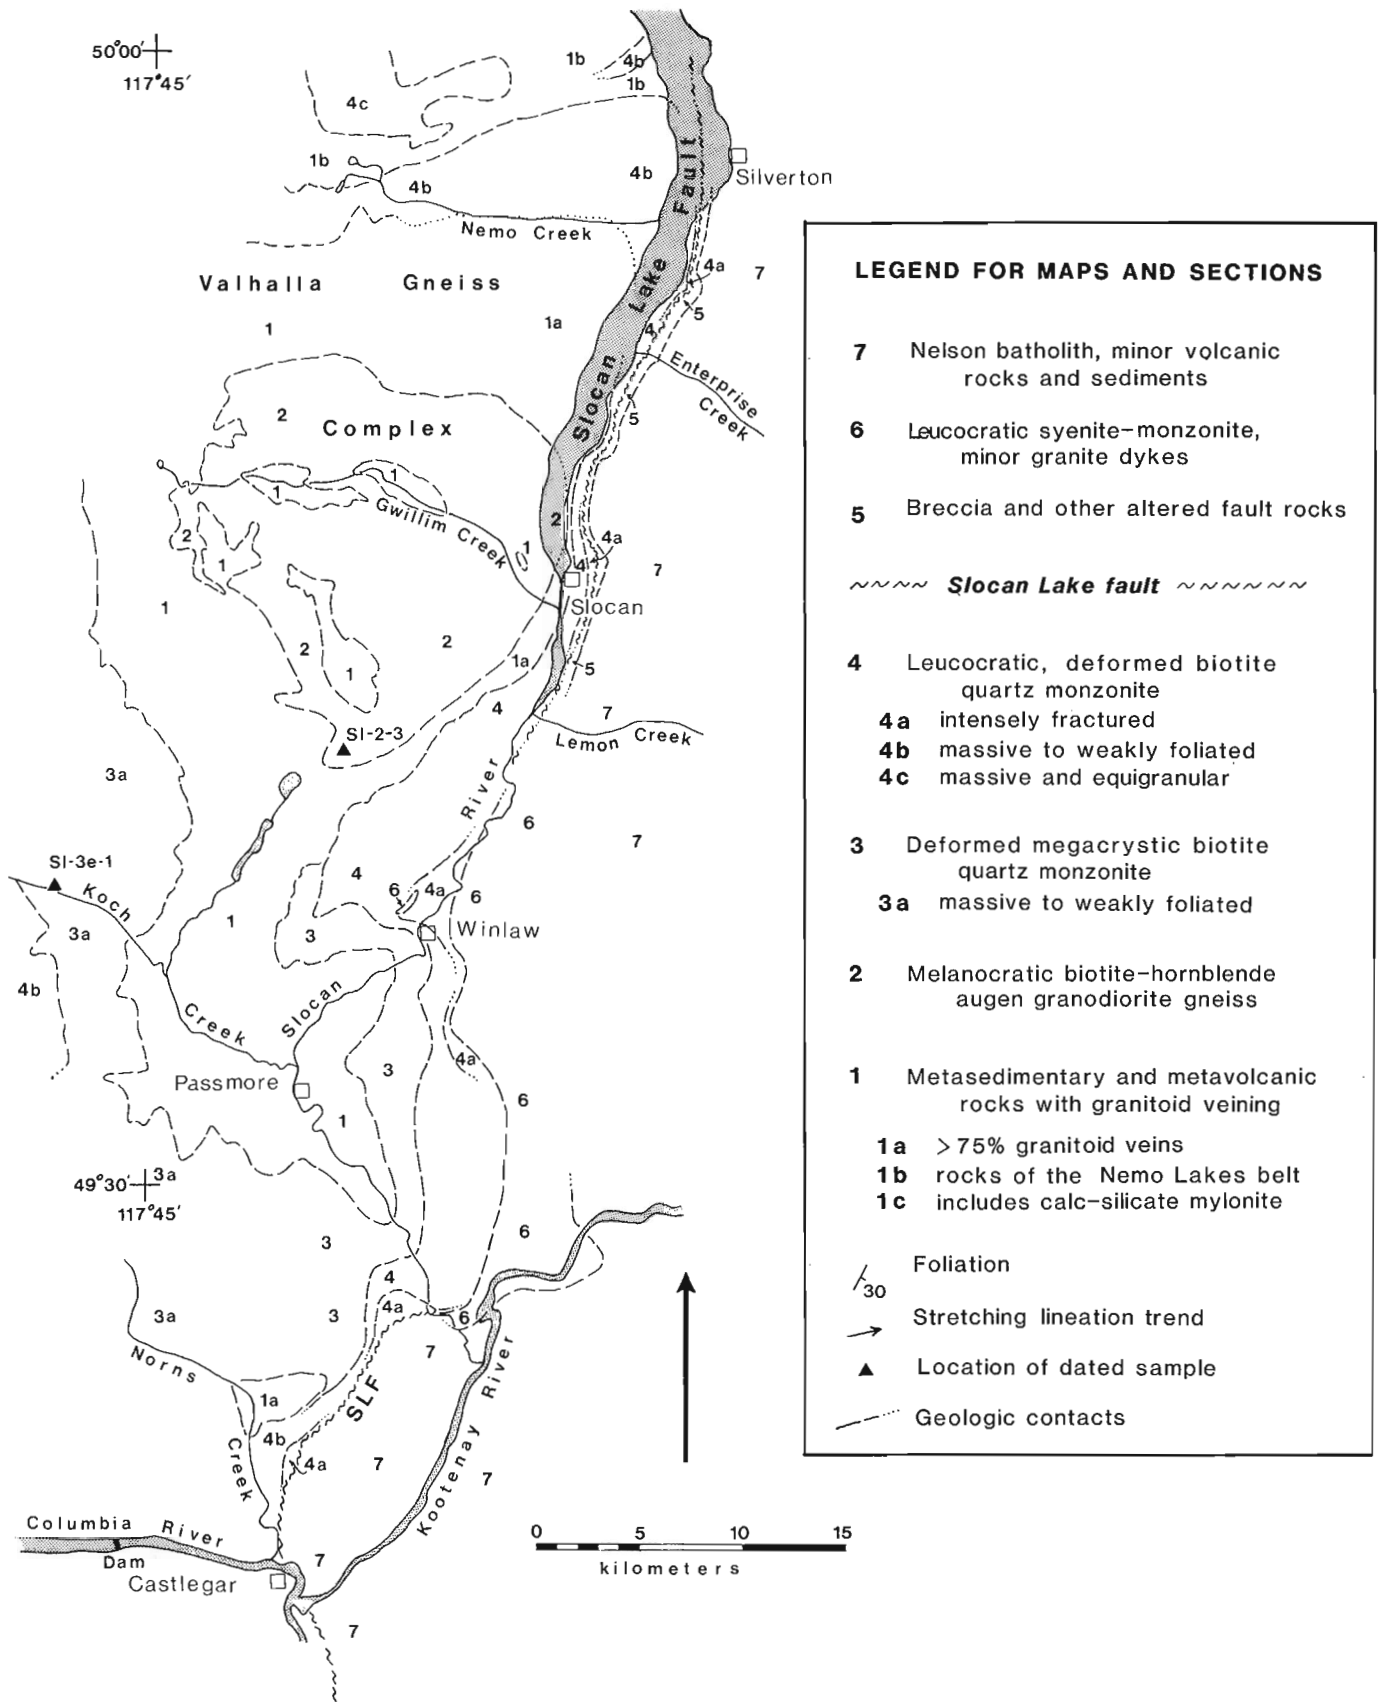 50°00'
117°45'
1b
4b
1b
4c
1b
4b
4b
Silverton
Nemo Creek
Slocan Lake Fault
Valhalla Gneiss
4a
7
5
1
1a
4
Enterprise
Creek
2
Complex
5
1
1
Gwillim Creek
2
2
1
1
4a
4
7
Slocan
1
2
2
1a
5
1
4
7
Lemon Creek
SI-2-3
3a
River
6
7
SI-3e-1
Koch
4
6
4a
6
1
3a
3
Winlaw
4b
Slocan
Creek
4a
3
Passmore
6
1
49°30'
3a
117°45'
6
3
4
4a
6
3a
3
7
Norns
River
1a
SLF
4b
4a
7
Creek
Kootenay
7
Columbia River
Dam
7
Castlegar
7
0 5 10 15
kilometers
LEGEND FOR MAPS AND SECTIONS
7 Nelson batholith, minor volcanic
rocks and sediments
6 Leucocratic syenite-monzonite,
minor granite dykes
5 Breccia and other altered fault rocks
~~~~ Slocan Lake fault ~~~~~~
4 Leucocratic, deformed biotite
quartz monzonite
4a intensely fractured
4b massive to weakly foliated
4c massive and equigranular
3 Deformed megacrystic biotite
quartz monzonite
3a massive to weakly foliated
2 Melanocratic biotite-hornblende
augen granodiorite gneiss
1 Metasedimentary and metavolcanic
rocks with granitoid veining
1a >75% granitoid veins
1b rocks of the Nemo Lakes belt
1c includes calc-silicate mylonite
30 Foliation
Stretching lineation trend
Location of dated sample
Geologic contacts